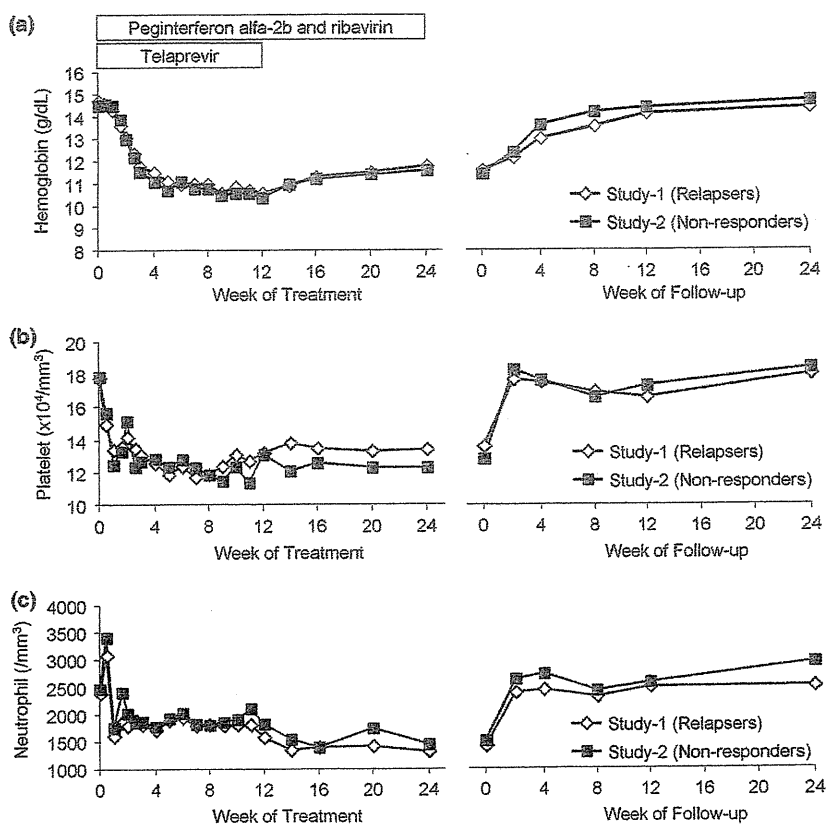 (a)
Peginterferon alfa-2b and ribavirin
Telaprevir
Hemoglobin (g/dL)
16
15
14
13
12
11
10
9
8
0 4 8 12 16 20 24
Week of Treatment
Study-1 (Relapsers)
Study-2 (Non-responders)
0 4 8 12 16 20 24
Week of Follow-up
(b)
Platelet (x10⁴/mm³)
20
18
16
14
12
10
0 4 8 12 16 20 24
Week of Treatment
Study-1 (Relapsers)
Study-2 (Non-responders)
0 4 8 12 16 20 24
Week of Follow-up
(c)
Neutrophil (/mm³)
4000
3500
3000
2500
2000
1500
1000
0 4 8 12 16 20 24
Week of Treatment
Study-1 (Relapsers)
Study-2 (Non-responders)
0 4 8 12 16 20 24
Week of Follow-up